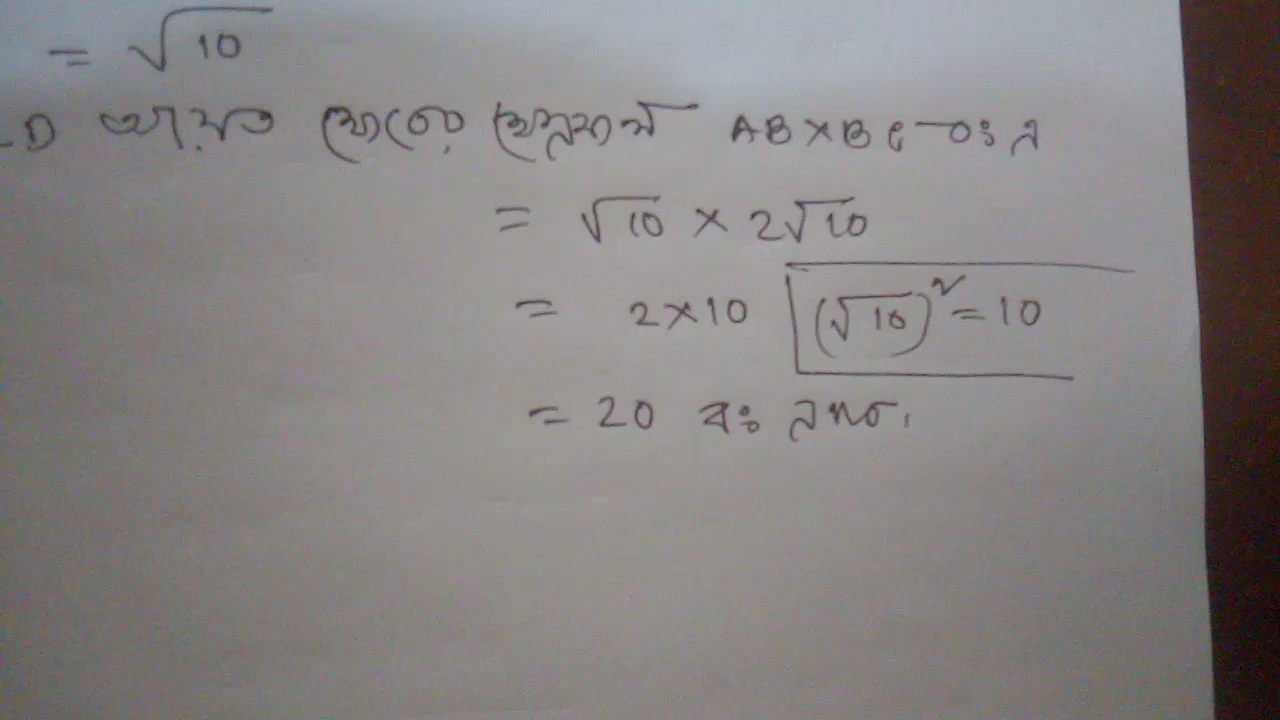 = √10
D আয়ত ক্ষেত্রের ক্ষেত্রফল AB×BC
= √10 × 2√10
= 2×10 (√10)² = 10
= 20 বঃ